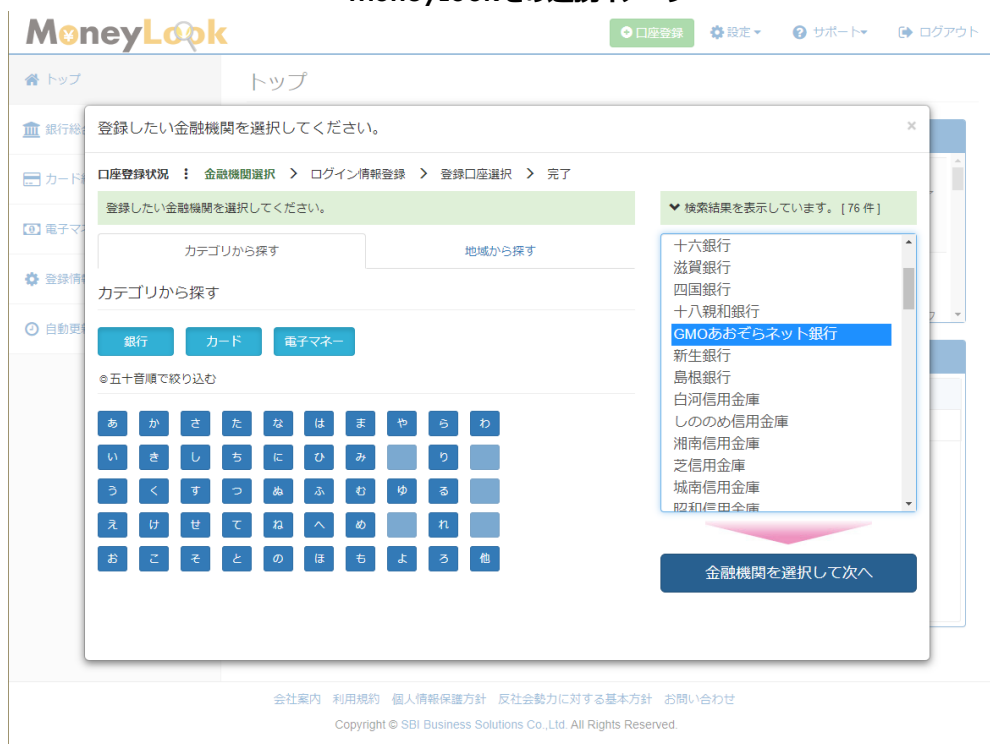 MoneyLook
口座登録
設定
サポート
ログアウト
トップ
トップ
登録したい金融機関を選択してください。
×
銀行総
カード
電子マネ
登録情
自動更
口座登録状況 : 金融機関選択 > ログイン情報登録 > 登録口座選択 > 完了
登録したい金融機関を選択してください。
検索結果を表示しています。[ 76 件 ]
カテゴリから探す
地域から探す
カテゴリから探す
銀行 カード 電子マネー
◎五十音順で絞り込む
あ か さ た な は ま や ら わ
い き し ち に ひ み り
う く す つ ぬ ふ む ゆ る
え け せ て ね へ め れ
お こ そ と の ほ も よ ろ 他
十六銀行
滋賀銀行
四国銀行
十八親和銀行
GMOあおぞらネット銀行
新生銀行
島根銀行
白河信用金庫
しののめ信用金庫
湘南信用金庫
芝信用金庫
城南信用金庫
昭和信用金庫
金融機関を選択して次へ
会社案内 利用規約 個人情報保護方針 反社会勢力に対する基本方針 お問い合わせ
Copyright © SBI Business Solutions Co.,Ltd. All Rights Reserved.